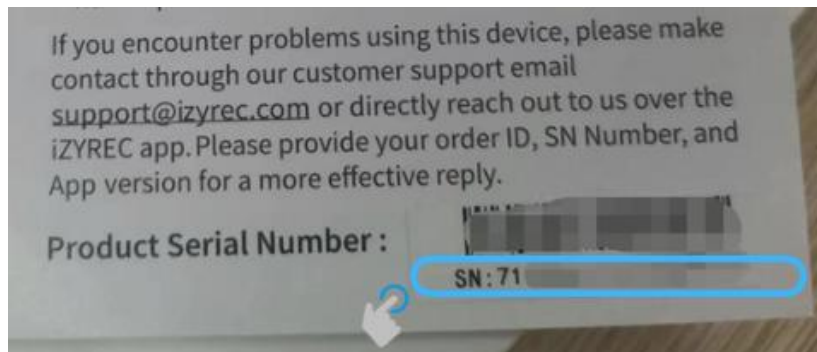 If you encounter problems using this device, please make
contact through our customer support email
support@izyrec.com or directly reach out to us over the
iZYREC app. Please provide your order ID, SN Number, and
App version for a more effective reply.
Product Serial Number :
SN: 71